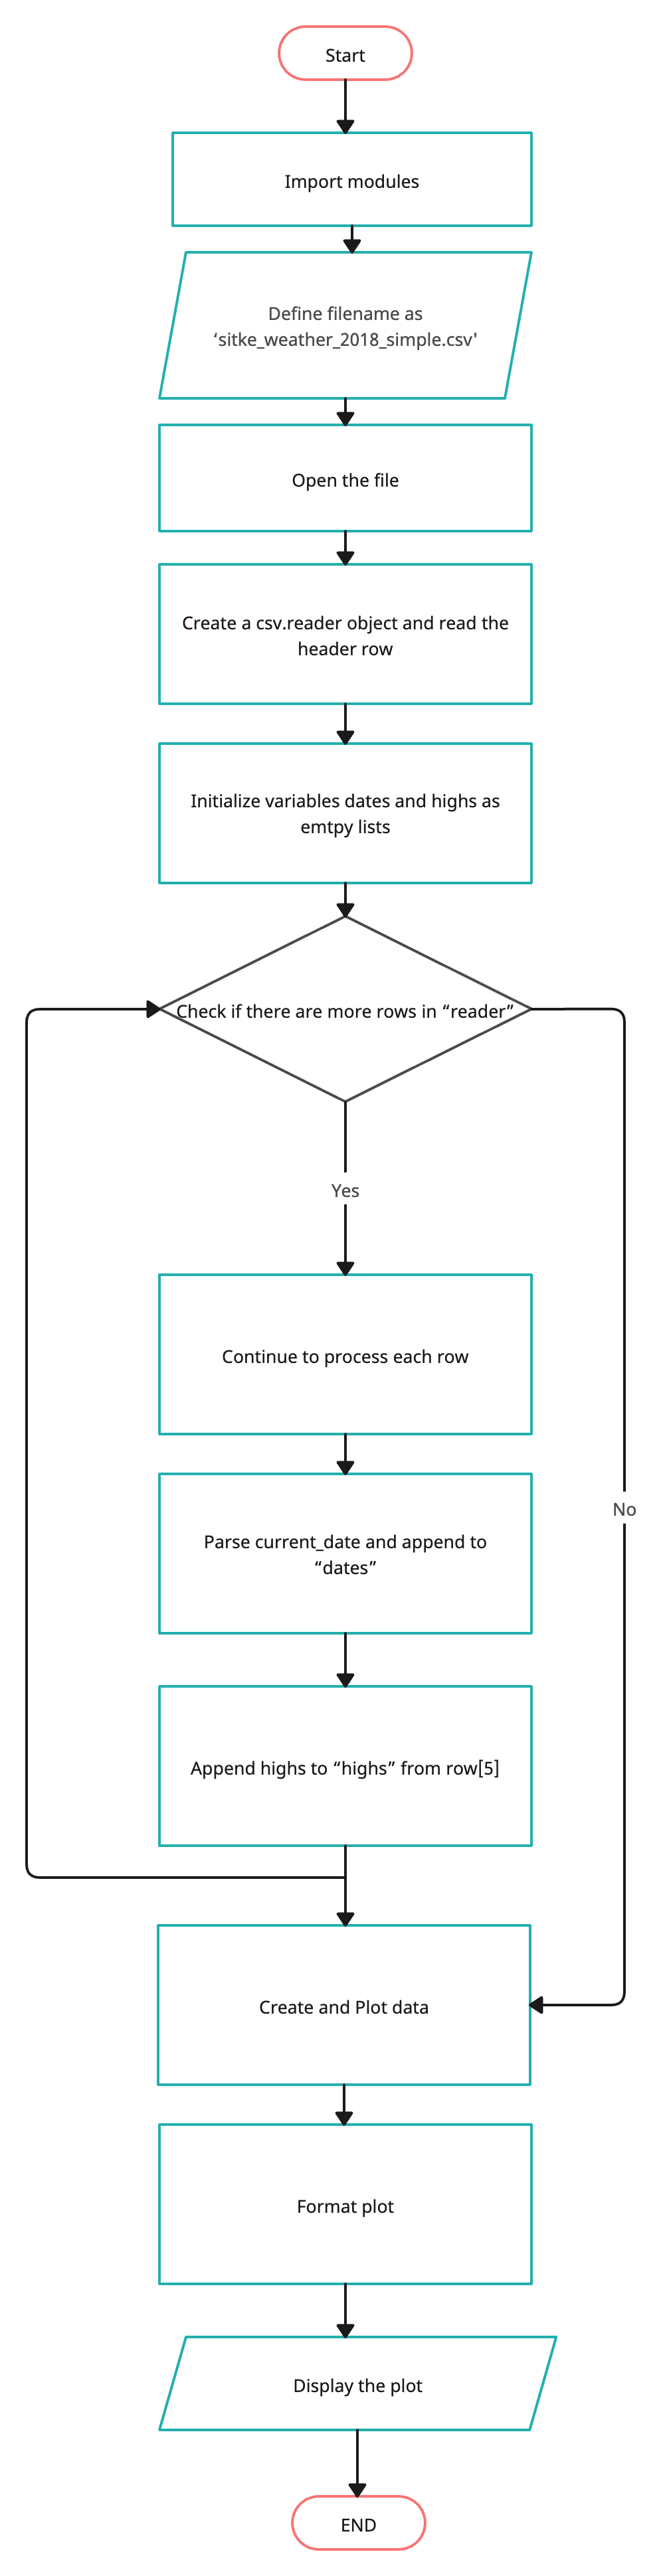 Start
Import modules
Define filename as
‘sitke_weather_2018_simple.csv'
Open the file
Create a csv.reader object and read the
header row
Initialize variables dates and highs as
emtpy lists
Check if there are more rows in “reader”
Yes
Continue to process each row
No
Parse current_date and append to
“dates”
Append highs to “highs” from row[5]
Create and Plot data
Format plot
Display the plot
END